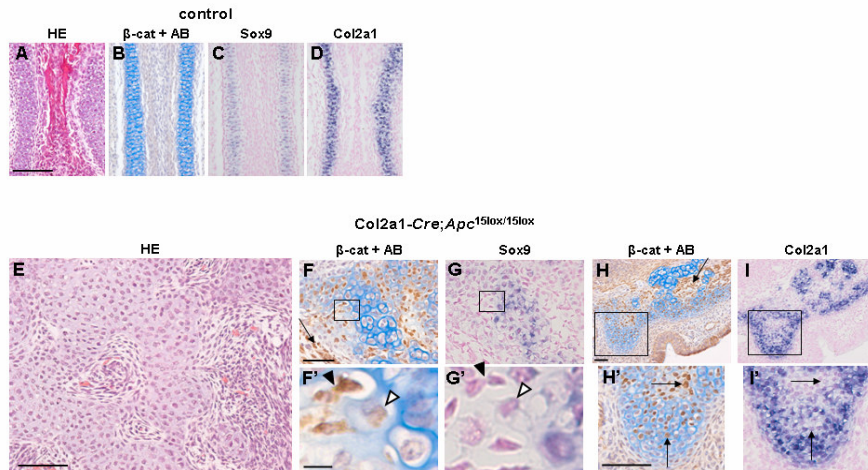 control
HE β-cat + AB Sox9 Col2a1
A B C D
Col2a1-Cre;Apc15lox/15lox
HE β-cat + AB Sox9 β-cat + AB Col2a1
E F G H I
F' G' H' I'